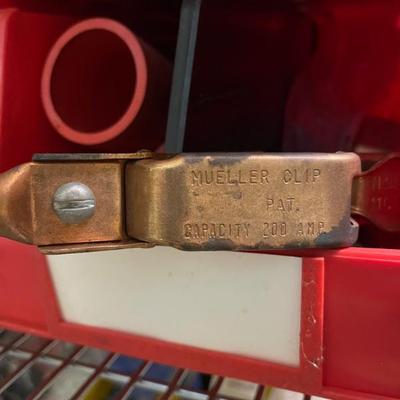 MUELLER CLIP
PAT.
CAPACITY 200 AMP.